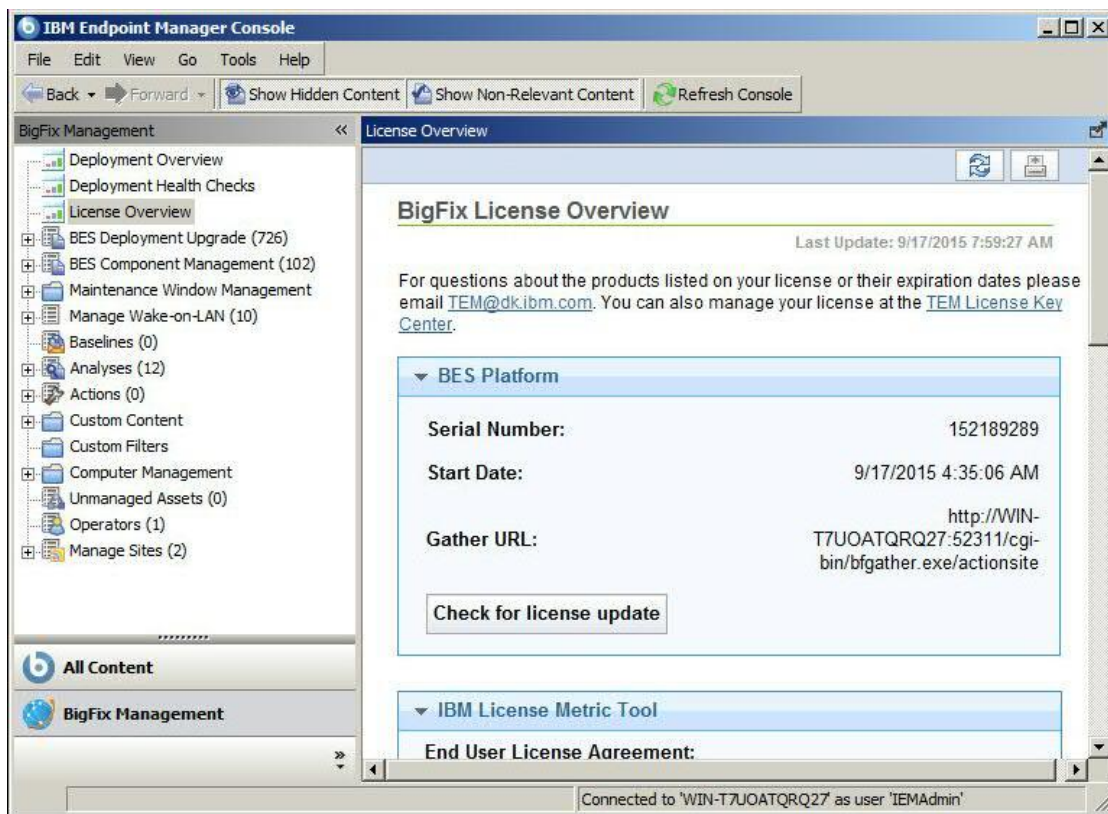 IBM Endpoint Manager Console
File Edit View Go Tools Help
Back Forward Show Hidden Content Show Non-Relevant Content Refresh Console
BigFix Management
Deployment Overview
Deployment Health Checks
License Overview
BES Deployment Upgrade (726)
BES Component Management (102)
Maintenance Window Management
Manage Wake-on-LAN (10)
Baselines (0)
Analyses (12)
Actions (0)
Custom Content
Custom Filters
Computer Management
Unmanaged Assets (0)
Operators (1)
Manage Sites (2)
All Content
BigFix Management
License Overview
BigFix License Overview
Last Update: 9/17/2015 7:59:27 AM
For questions about the products listed on your license or their expiration dates please
email TEM@dk.ibm.com. You can also manage your license at the TEM License Key
Center.
BES Platform
Serial Number: 152189289
Start Date: 9/17/2015 4:35:06 AM
Gather URL: http://WIN-
T7UOATQRQ27:52311/cgi-
bin/bfgather.exe/actionsite
Check for license update
IBM License Metric Tool
End User License Agreement:
Connected to 'WIN-T7UOATQRQ27' as user 'IEMAdmin'